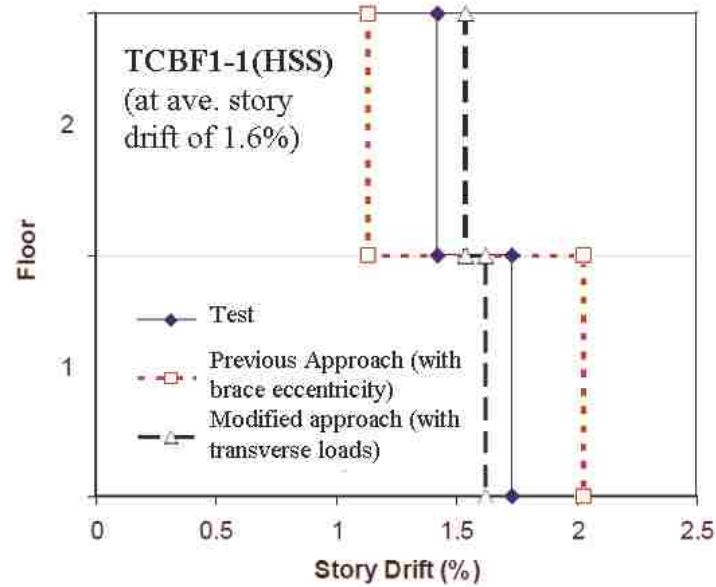 TCBF1-1(HSS)
(at ave. story
drift of 1.6%)
2
Floor
1
Test
Previous Approach (with
brace eccentricity)
Modified approach (with
transverse loads)
0
0.5
1
1.5
2
2.5
Story Drift (%)